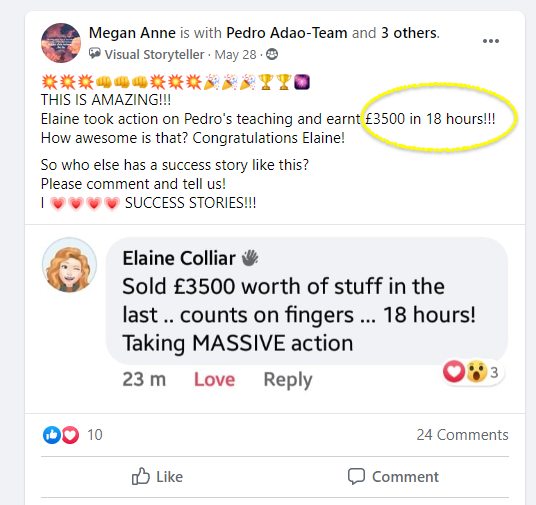 Megan Anne is with Pedro Adao-Team and 3 others.
Visual Storyteller · May 28 ·
💥💥💥👊👊👊💥💥💥🎉🎉🎉🏆🏆🎆
THIS IS AMAZING!!!
Elaine took action on Pedro's teaching and earnt £3500 in 18 hours!!!
How awesome is that? Congratulations Elaine!
So who else has a success story like this?
Please comment and tell us!
I ❤️❤️❤️❤️ SUCCESS STORIES!!!
Elaine Colliar 👋
Sold £3500 worth of stuff in the
last .. counts on fingers ... 18 hours!
Taking MASSIVE action
23 m Love Reply 3
10 24 Comments
Like Comment